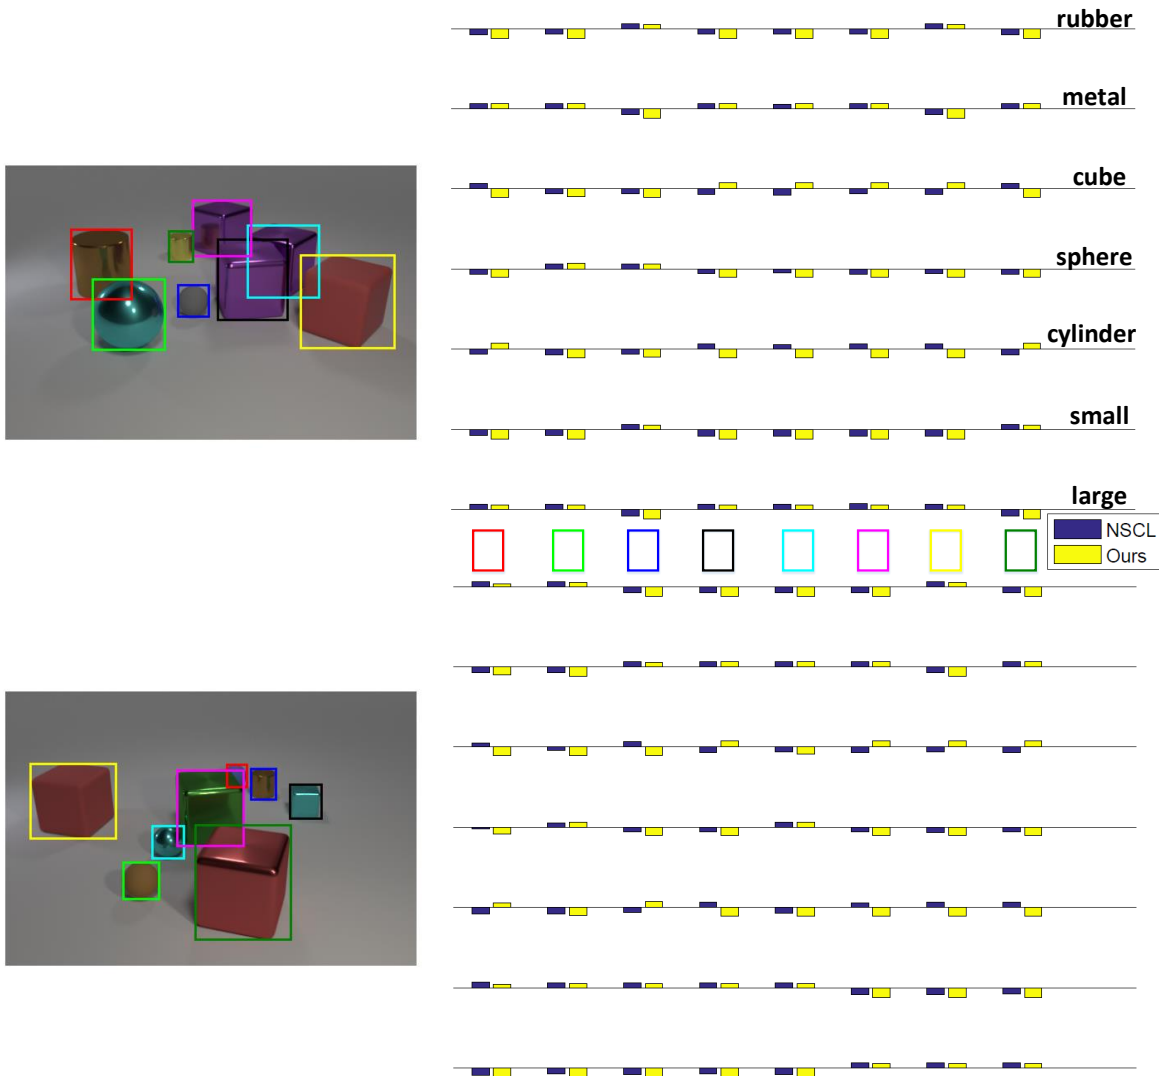 rubber
metal
cube
sphere
cylinder
small
large
NSCL
Ours